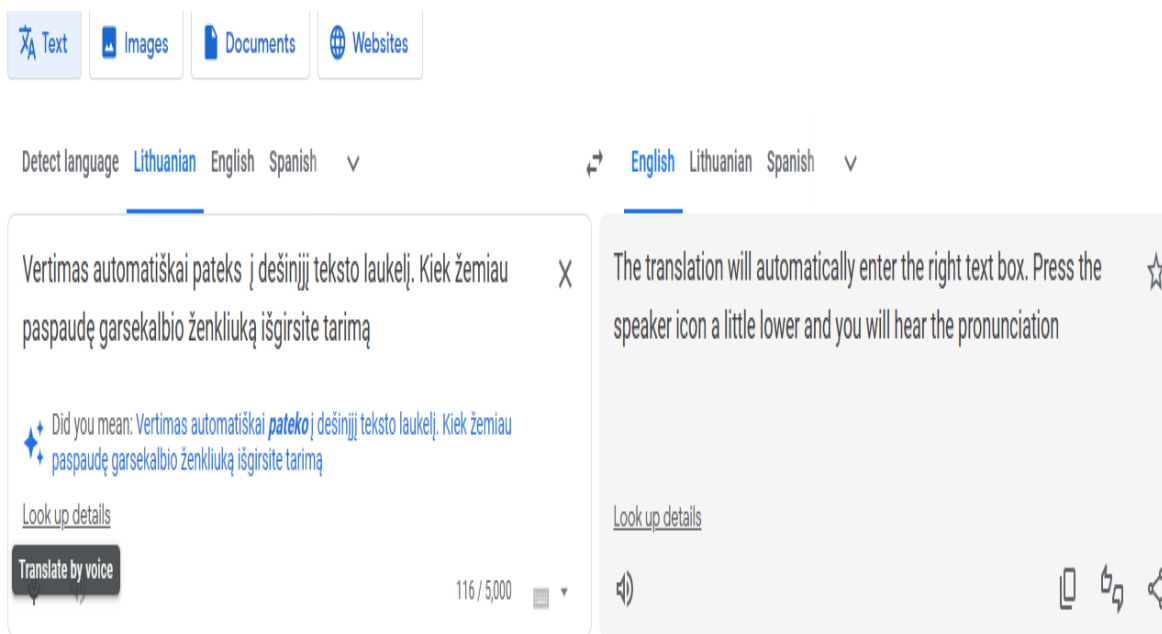 Text Images Documents Websites
Detect language Lithuanian English Spanish
English Lithuanian Spanish
Vertimas automatiškai pateks į dešinįjį teksto laukelį. Kiek žemiau
paspaudę garsekalbio ženkliuką išgirsite tarimą
Did you mean: Vertimas automatiškai pateko į dešinįjį teksto laukelį. Kiek žemiau
paspaudę garsekalbio ženkliuką išgirsite tarimą
Look up details
Translate by voice
116 / 5,000
The translation will automatically enter the right text box. Press the
speaker icon a little lower and you will hear the pronunciation
Look up details